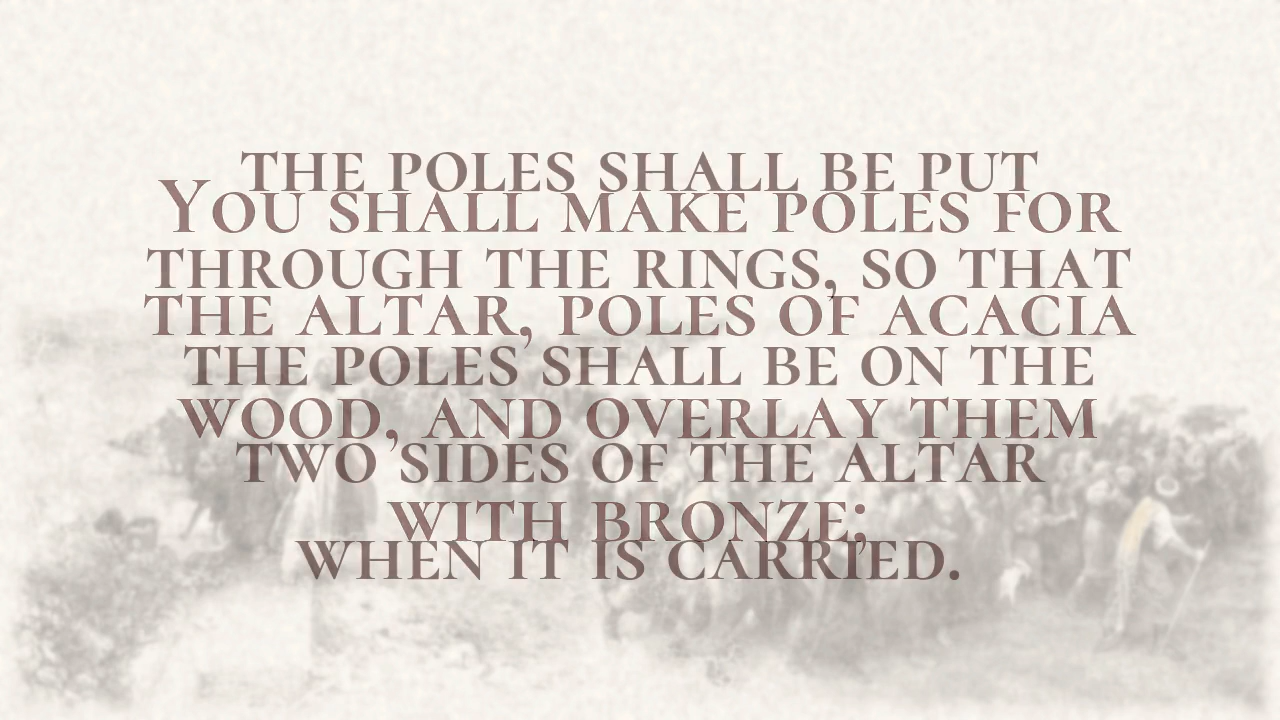 You shall make poles for
the altar, poles of acacia
wood, and overlay them
with bronze;
the poles shall be put
through the rings, so that
the poles shall be on the
two sides of the altar
when it is carried.